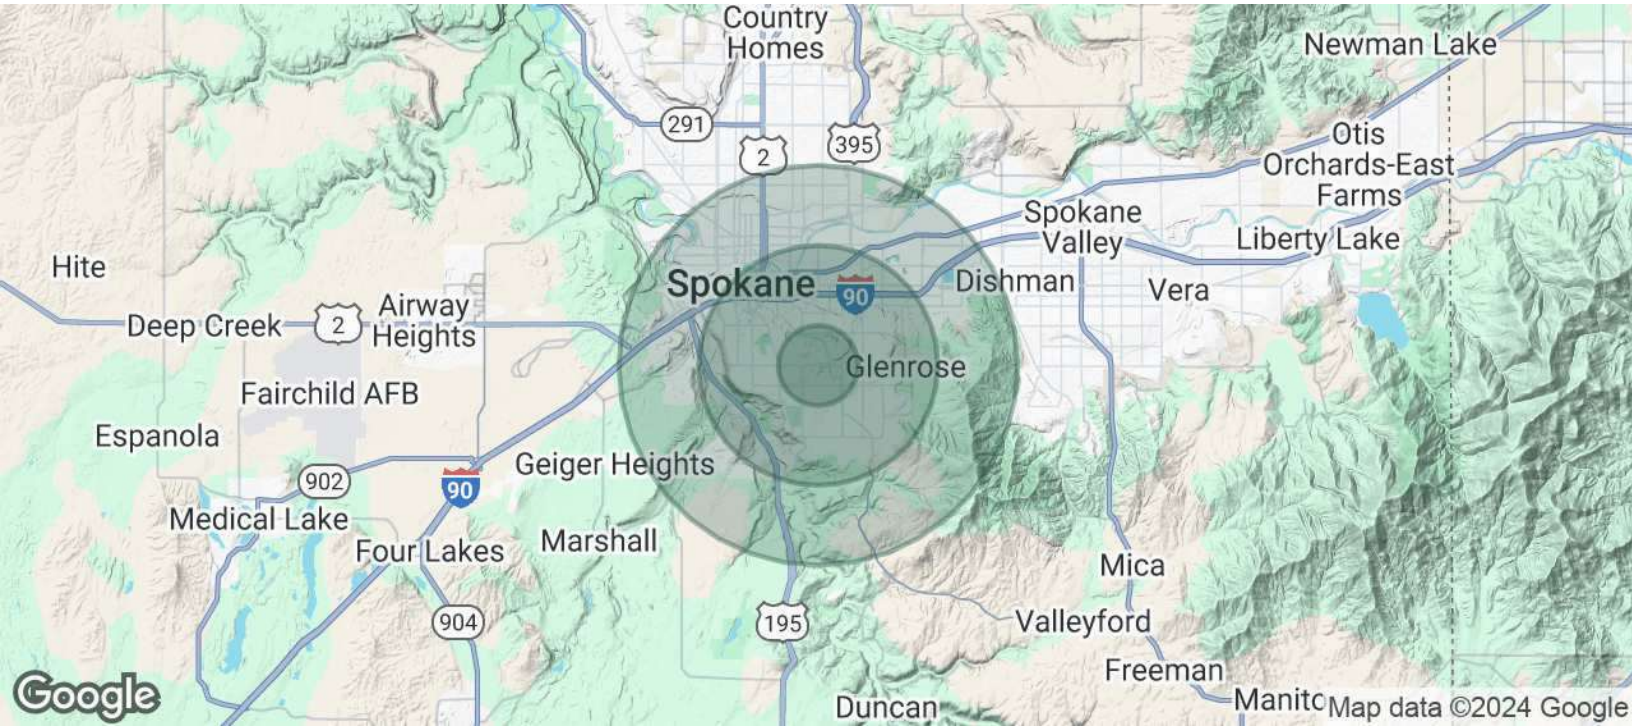 Country
Homes
Newman Lake
291
2
395
Otis
Orchards-East
Farms
Spokane
Valley
Liberty Lake
Hite
Spokane
90
Dishman
Vera
Airway
Heights
2
Deep Creek
Glenrose
Fairchild AFB
Espanola
Geiger Heights
902
90
Medical Lake
Marshall
Four Lakes
Mica
904
195
Valleyford
Freeman
Google
Duncan
Manito
Map data ©2024 Google